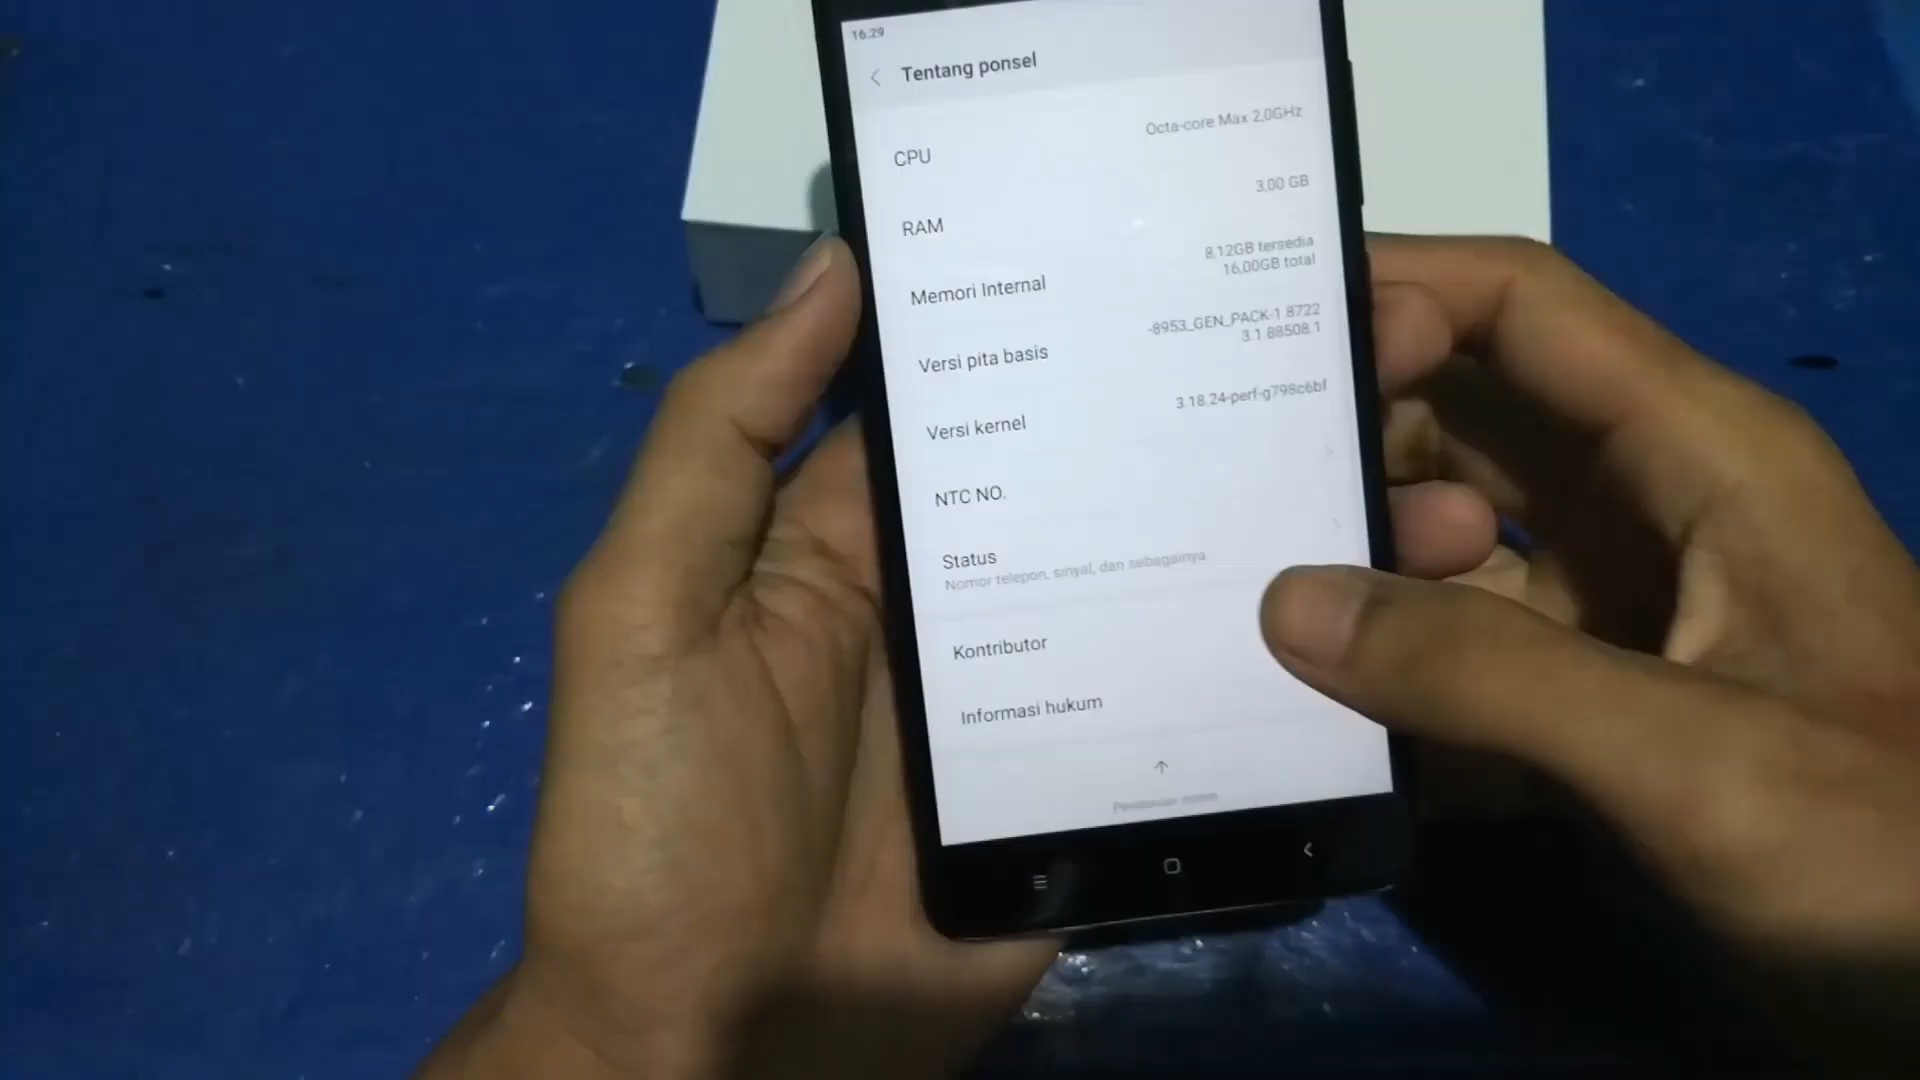 16:29
Tentang ponsel
CPU
Octa-core Max 2,0GHz
RAM
3,00 GB
Memori Internal
8,12GB tersedia
16,00GB total
Versi pita basis
-8953_GEN_PACK-1 8722
3.1 88508.1
Versi kernel
3.18.24-perf-g798c6bf
NTC NO.
Status
Nomor telepon, sinyal, dan sebagainya
Kontributor
Informasi hukum